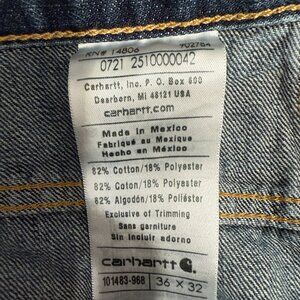 RN# 14806 902784
0721 2510000042
Carhartt, Inc. P.O. Box 600
Dearborn, MI 48121 USA
carhartt.com
Made in Mexico
Fabriqué au Mexique
Hecho en México
82% Cotton/18% Polyester
82% Coton/18% Polyester
82% Algodón/18% Poliéster
Exclusive of Trimming
Sans garniture
Sin incluir adorno
carhartt
101483-968 36 x 32